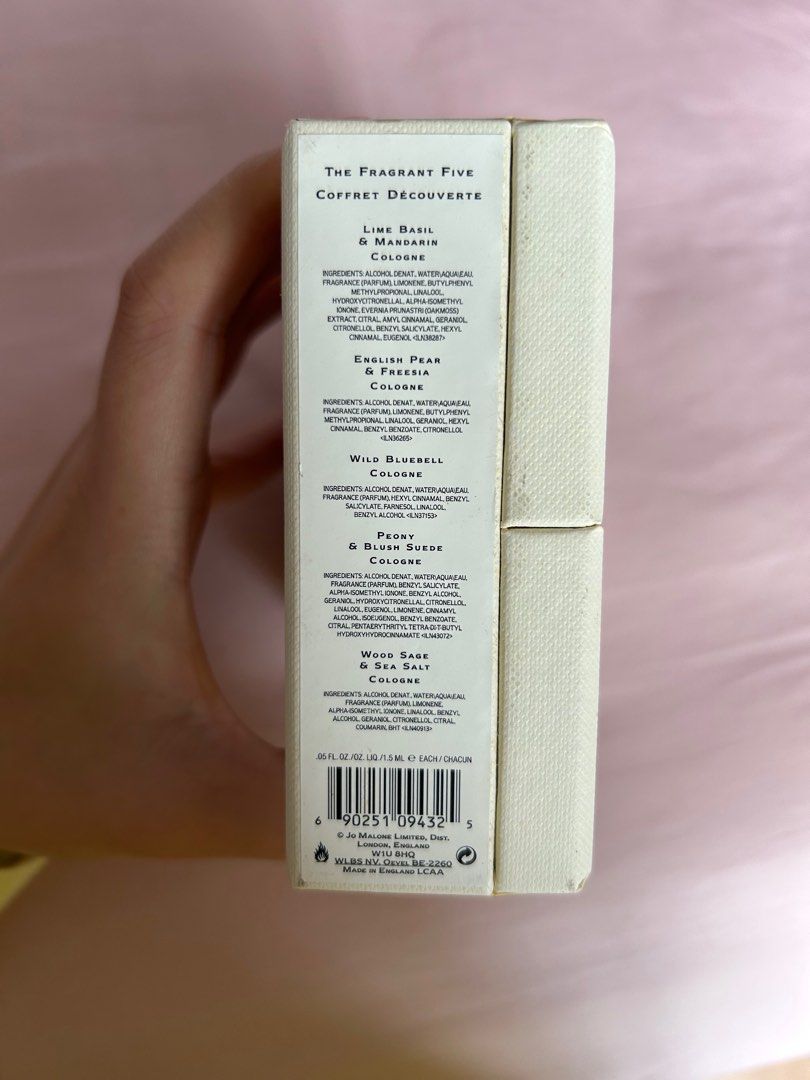 The Fragrant Five
Coffret Découverte
Lime Basil
& Mandarin
Cologne
INGREDIENTS: ALCOHOL DENAT., WATER\AQUA\EAU,
FRAGRANCE (PARFUM), LIMONENE, BUTYLPHENYL
METHYLPROPIONAL, LINALOOL,
HYDROXYCITRONELLAL, ALPHA-ISOMETHYL
IONONE, EVERNIA PRUNASTRI (OAKMOSS)
EXTRACT, CITRAL, AMYL CINNAMAL, GERANIOL,
CITRONELLOL, BENZYL SALICYLATE, HEXYL
CINNAMAL, EUGENOL <ILN38287>
English Pear
& Freesia
Cologne
INGREDIENTS: ALCOHOL DENAT., WATER\AQUA\EAU,
FRAGRANCE (PARFUM), LIMONENE, BUTYLPHENYL
METHYLPROPIONAL, LINALOOL, GERANIOL, HEXYL
CINNAMAL, BENZYL BENZOATE, CITRONELLOL
<ILN36265>
Wild Bluebell
Cologne
INGREDIENTS: ALCOHOL DENAT., WATER\AQUA\EAU,
FRAGRANCE (PARFUM), HEXYL CINNAMAL, BENZYL
SALICYLATE, FARNESOL, LINALOOL,
BENZYL ALCOHOL <ILN37153>
Peony
& Blush Suede
Cologne
INGREDIENTS: ALCOHOL DENAT., WATER\AQUA\EAU,
FRAGRANCE (PARFUM), BENZYL SALICYLATE,
ALPHA-ISOMETHYL IONONE, BENZYL ALCOHOL,
GERANIOL, HYDROXYCITRONELLAL, CITRONELLOL,
LINALOOL, EUGENOL, LIMONENE, CINNAMYL
ALCOHOL, ISOEUGENOL, BENZYL BENZOATE,
CITRAL, PENTAERYTHRITYL TETRA-DI-T-BUTYL
HYDROXYHYDROCINNAMATE <ILN43072>
Wood Sage
& Sea Salt
Cologne
INGREDIENTS: ALCOHOL DENAT., WATER\AQUA\EAU,
FRAGRANCE (PARFUM), LIMONENE,
ALPHA-ISOMETHYL IONONE, LINALOOL, BENZYL
ALCOHOL, GERANIOL, CITRONELLOL, CITRAL,
COUMARIN, BHT <ILN40913>
.05 FL. OZ./OZ. LIQ./1.5 ML ℮ EACH / CHACUN
6 90251 09432 5
© Jo Malone Limited, Dist.
London, England
W1U 8HQ
WLBS NV. Oevel BE-2260
Made in England LCAA